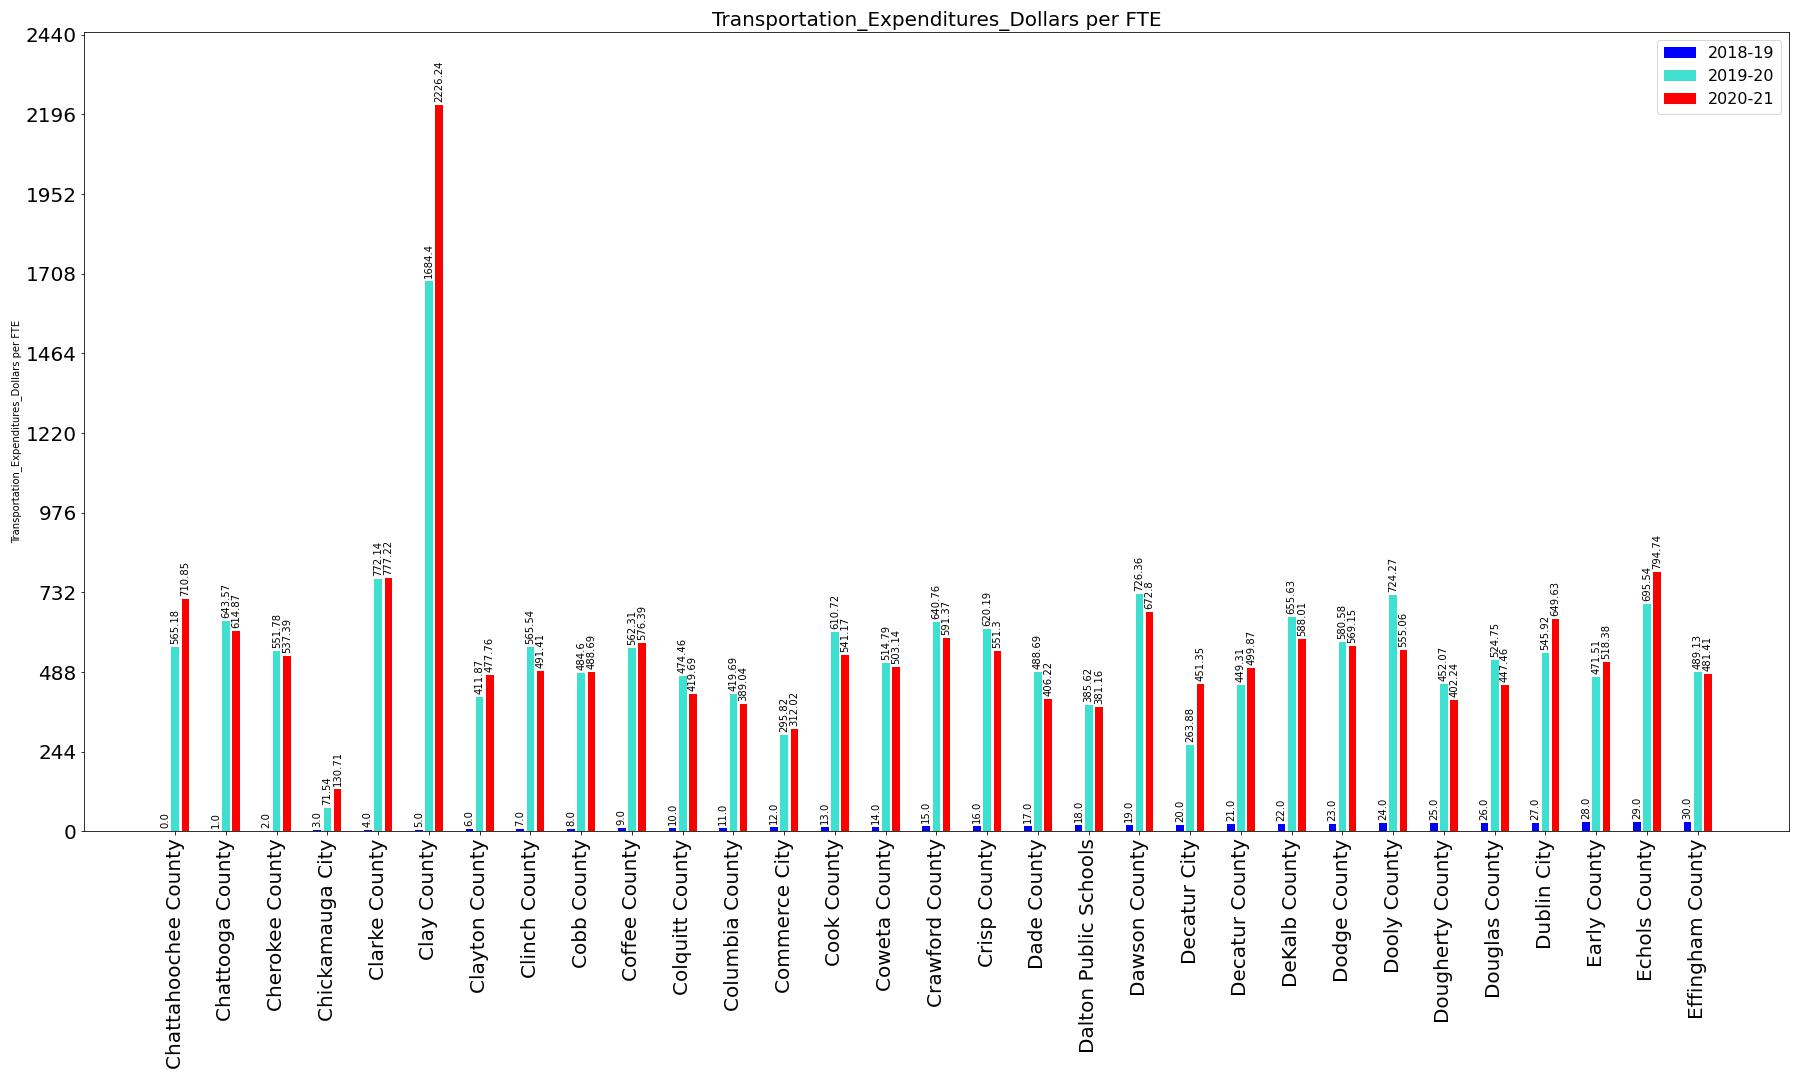 Transportation_Expenditures_Dollars per FTE
2018-19
2019-20
2020-21
Transportation_Expenditures_Dollars per FTE
2440
2196
1952
1708
1464
1220
976
732
488
244
0
0.0 565.18 710.85
1.0 643.57 614.87
2.0 551.78 537.39
3.0 71.54 130.71
4.0 772.14 777.22
5.0 1684.4 2226.24
6.0 411.87 477.76
7.0 565.54 491.41
8.0 484.6 488.69
9.0 562.31 576.39
10.0 474.46 419.69
11.0 419.69 389.04
12.0 295.82 312.02
13.0 610.72 541.17
14.0 514.79 503.14
15.0 640.76 591.37
16.0 620.19 551.3
17.0 488.69 406.22
18.0 385.62 381.16
19.0 726.36 672.8
20.0 263.88 451.35
21.0 449.31 499.87
22.0 655.63 588.01
23.0 580.58 569.15
24.0 724.27 555.06
25.0 452.07 402.24
26.0 524.75 447.46
27.0 545.92 649.63
28.0 471.51 518.38
29.0 695.54 794.74
30.0 489.13 481.41
Chattahoochee County
Chattooga County
Cherokee County
Chickamauga City
Clarke County
Clay County
Clayton County
Clinch County
Cobb County
Coffee County
Colquitt County
Columbia County
Commerce City
Cook County
Coweta County
Crawford County
Crisp County
Dade County
Dalton Public Schools
Dawson County
Decatur City
Decatur County
DeKalb County
Dodge County
Dooly County
Dougherty County
Douglas County
Dublin City
Early County
Echols County
Effingham County